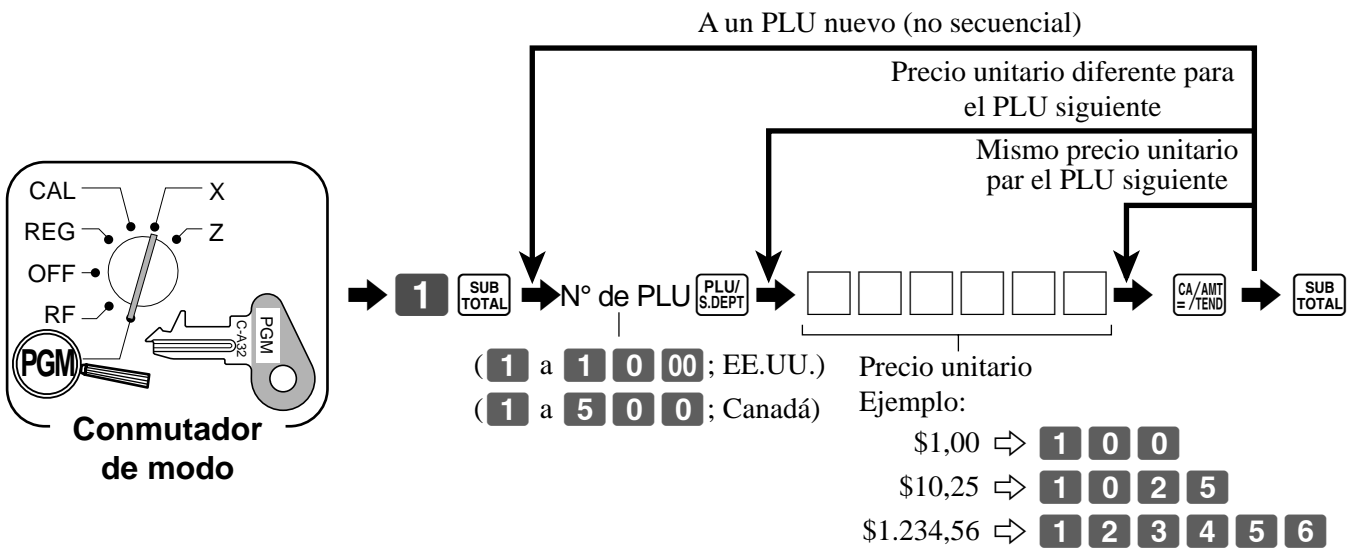 A un PLU nuevo (no secuencial)
Precio unitario diferente para
el PLU siguiente
Mismo precio unitario
par el PLU siguiente
CAL
X
REG
Z
OFF
RF
PGM
PGM
C-A32
Conmutador
de modo
1 SUB TOTAL N° de PLU PLU/ S.DEPT CA/AMT = /TEND SUB TOTAL
(1 a 1 0 00; EE.UU.)
(1 a 5 0 0; Canadá)
Precio unitario
Ejemplo:
$1,00 ⇨ 1 0 0
$10,25 ⇨ 1 0 2 5
$1.234,56 ⇨ 1 2 3 4 5 6